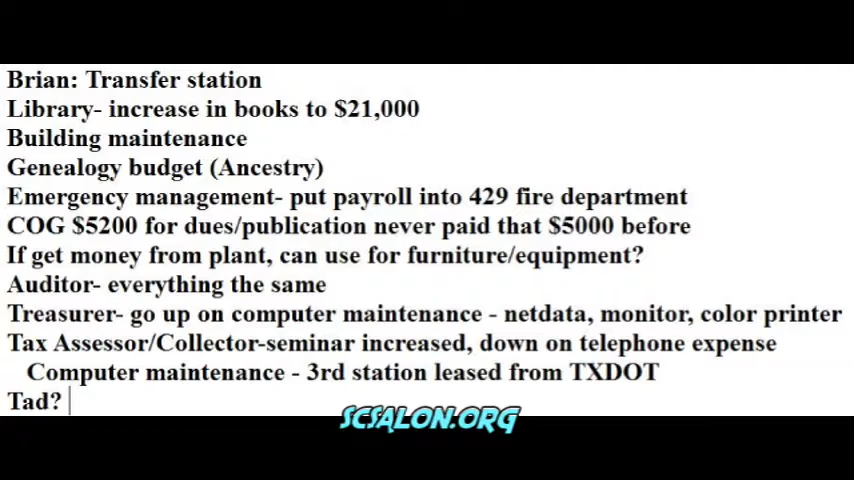 Brian: Transfer station
Library- increase in books to $21,000
Building maintenance
Genealogy budget (Ancestry)
Emergency management- put payroll into 429 fire department
COG $5200 for dues/publication never paid that $5000 before
If get money from plant, can use for furniture/equipment?
Auditor- everything the same
Treasurer- go up on computer maintenance - netdata, monitor, color printer
Tax Assessor/Collector-seminar increased, down on telephone expense
Computer maintenance - 3rd station leased from TXDOT
Tad?
SCSALON.ORG